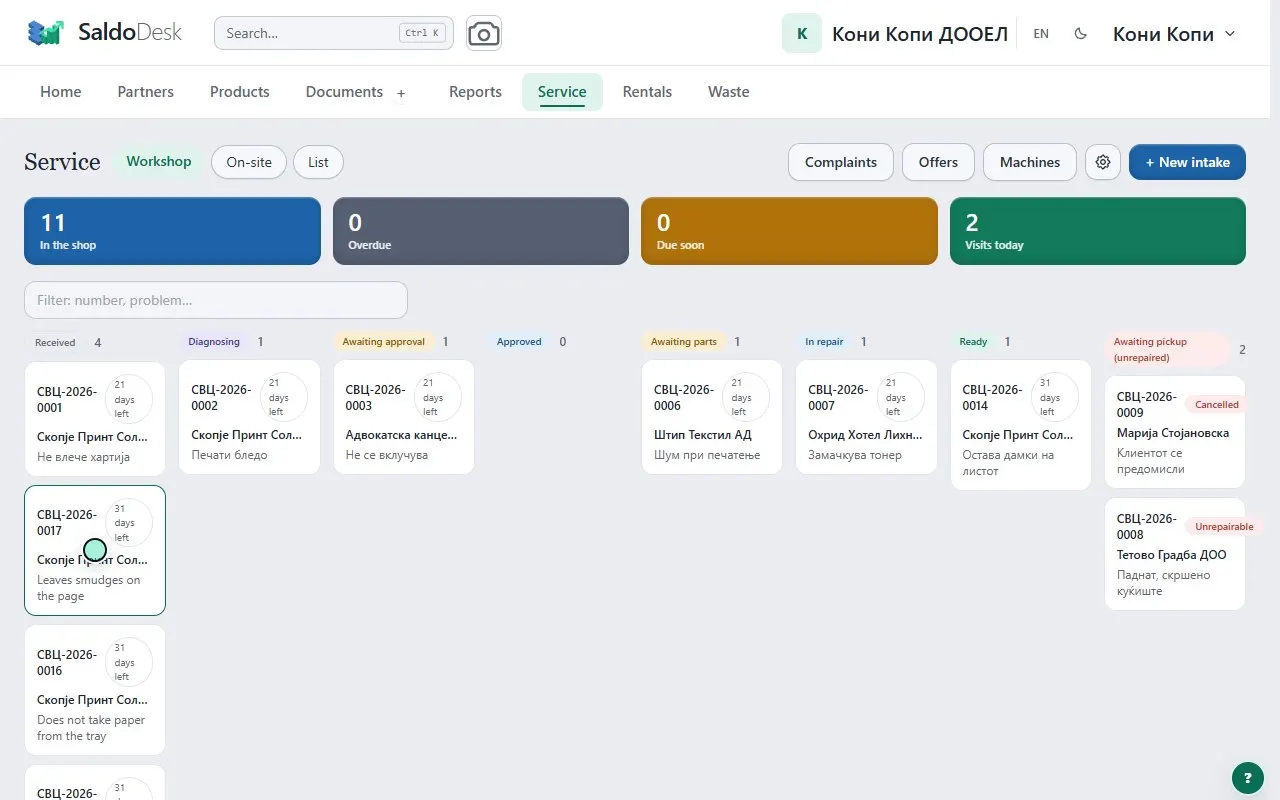 SaldoDesk
Search...
Ctrl K
K
Кони Копи ДООЕЛ
EN
Кони Копи
Home
Partners
Products
Documents +
Reports
Service
Rentals
Waste
Service
Workshop
On-site
List
Complaints
Offers
Machines
+ New intake
11
In the shop
0
Overdue
0
Due soon
2
Visits today
Filter: number, problem...
Received 4
СВЦ-2026-
0001
21
days
left
Скопје Принт Сол...
Не влече хартија
СВЦ-2026-
0017
31
days
left
Скопје Принт Сол...
Leaves smudges on
the page
СВЦ-2026-
0016
31
days
left
Скопје Принт Сол...
Does not take paper
from the tray
СВЦ-2026-
31
Diagnosing 1
СВЦ-2026-
0002
21
days
left
Скопје Принт Сол...
Печати бледо
Awaiting approval 1
СВЦ-2026-
0003
21
days
left
Адвокатска канце...
Не се вклучува
Approved 0
Awaiting parts 1
СВЦ-2026-
0006
21
days
left
Штип Текстил АД
Шум при печатење
In repair 1
СВЦ-2026-
0007
21
days
left
Охрид Хотел Лихн...
Замачкува тонер
Ready 1
СВЦ-2026-
0014
31
days
left
Скопје Принт Сол...
Остава дамки на
листот
Awaiting pickup
(unrepaired) 2
СВЦ-2026-
0009
Cancelled
Марија Стојановска
Клиентот се
предомисли
СВЦ-2026-
0008
Unrepairable
Тетово Градба ДОО
Паднат, скршено
куќиште
?